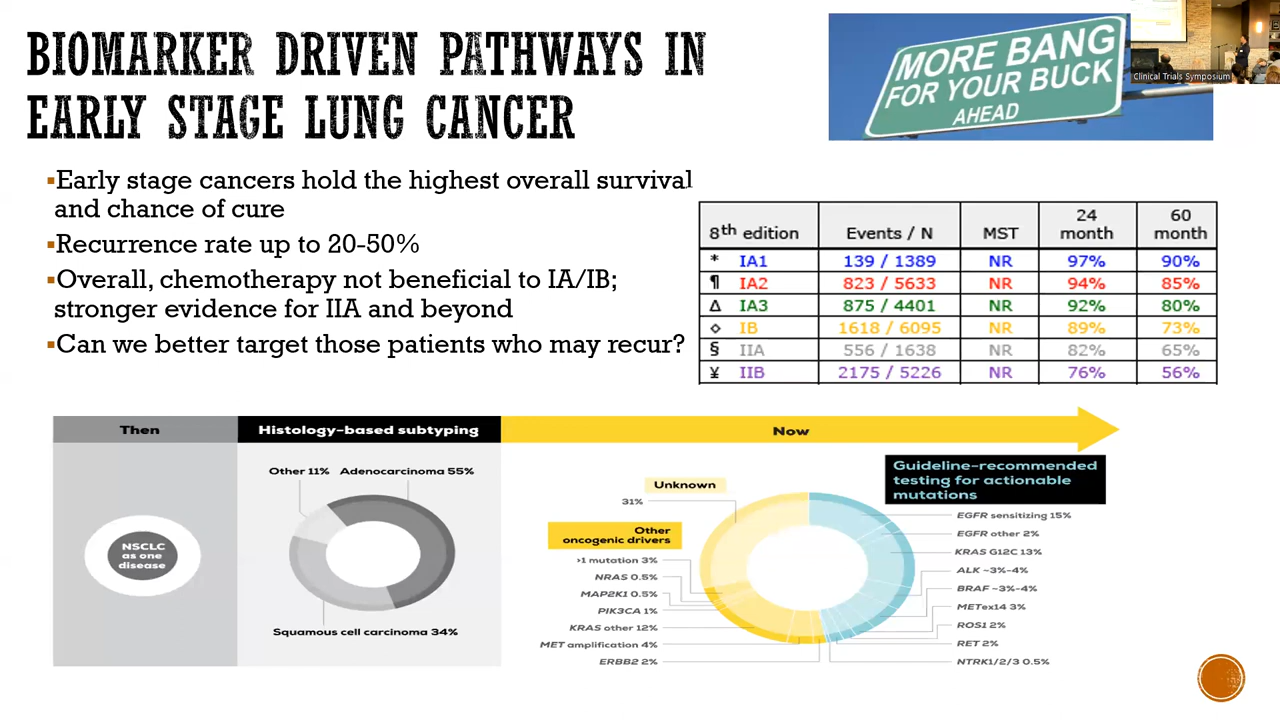 BIOMARKER DRIVEN PATHWAYS IN
EARLY STAGE LUNG CANCER
MORE BANG
FOR YOUR BUCK
AHEAD
Clinical Trials Symposium
▪Early stage cancers hold the highest overall survival
and chance of cure
▪Recurrence rate up to 20-50%
▪Overall, chemotherapy not beneficial to IA/IB;
stronger evidence for IIA and beyond
▪Can we better target those patients who may recur?
8th edition Events / N MST 24 month 60 month
* IA1 139 / 1389 NR 97% 90%
¶ IA2 823 / 5633 NR 94% 85%
Δ IA3 875 / 4401 NR 92% 80%
◇ IB 1618 / 6095 NR 89% 73%
§ IIA 556 / 1638 NR 82% 65%
¥ IIB 2175 / 5226 NR 76% 56%
Then
NSCLC
as one
disease
Histology-based subtyping
Other 11% Adenocarcinoma 55%
Squamous cell carcinoma 34%
Now
Unknown
31%
Other
oncogenic drivers
>1 mutation 3%
NRAS 0.5%
MAP2K1 0.5%
PIK3CA 1%
KRAS other 12%
MET amplification 4%
ERBB2 2%
Guideline-recommended
testing for actionable
mutations
EGFR sensitizing 15%
EGFR other 2%
KRAS G12C 13%
ALK ~3%-4%
BRAF ~3%-4%
METex14 3%
ROS1 2%
RET 2%
NTRK1/2/3 0.5%